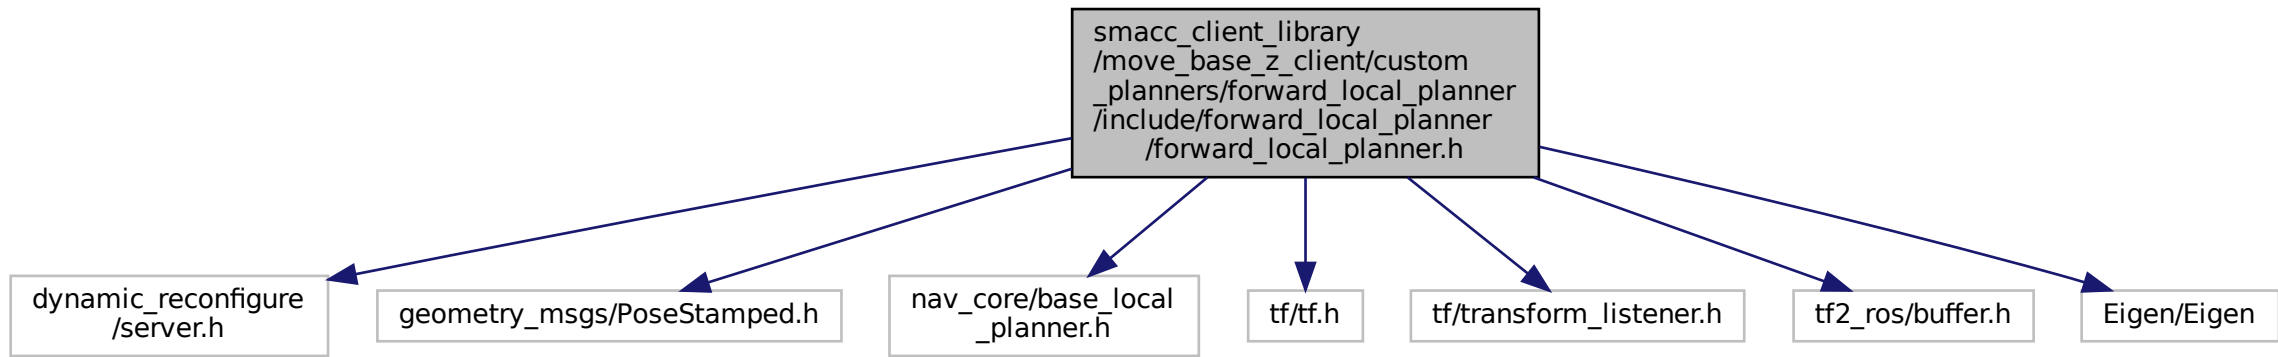 smacc_client_library
/move_base_z_client/custom
_planners/forward_local_planner
/include/forward_local_planner
/forward_local_planner.h
dynamic_reconfigure
/server.h
geometry_msgs/PoseStamped.h
nav_core/base_local
_planner.h
tf/tf.h
tf/transform_listener.h
tf2_ros/buffer.h
Eigen/Eigen